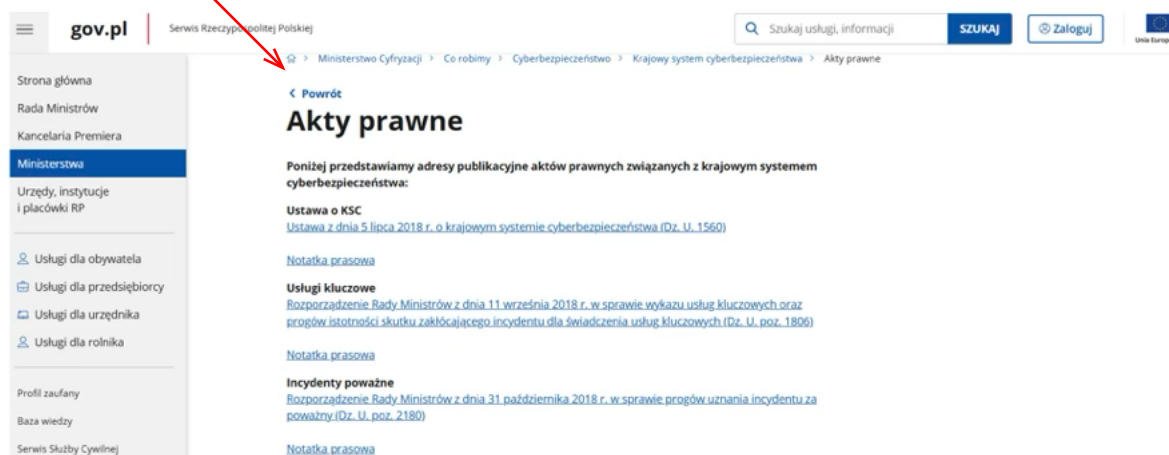 gov.pl
Serwis Rzeczypospolitej Polskiej
Szukaj usługi, informacji
SZUKAJ
Zaloguj
Strona główna
Rada Ministrów
Kancelaria Premiera
Ministerstwa
Urzędy, instytucje
i placówki RP
Usługi dla obywatela
Usługi dla przedsiębiorcy
Usługi dla urzędnika
Usługi dla rolnika
Profil zaufany
Baza wiedzy
Serwis Służby Cywilnej
> Ministerstwo Cyfryzacji > Co robimy > Cyberbezpieczeństwo > Krajowy system cyberbezpieczeństwa > Akty prawne
< Powrót
Akty prawne
Poniżej przedstawiamy adresy publikacyjne aktów prawnych związanych z krajowym systemem
cyberbezpieczeństwa:
Ustawa o KSC
Ustawa z dnia 5 lipca 2018 r. o krajowym systemie cyberbezpieczeństwa (Dz. U. 1560)
Notatka prasowa
Usługi kluczowe
Rozporządzenie Rady Ministrów z dnia 11 września 2018 r. w sprawie wykazu usług kluczowych oraz
progów istotności skutku zakłócającego incydentu dla świadczenia usług kluczowych (Dz. U. poz. 1806)
Notatka prasowa
Incydenty poważne
Rozporządzenie Rady Ministrów z dnia 31 października 2018 r. w sprawie progów uznania incydentu za
poważny (Dz. U. poz. 2180)
Notatka prasowa